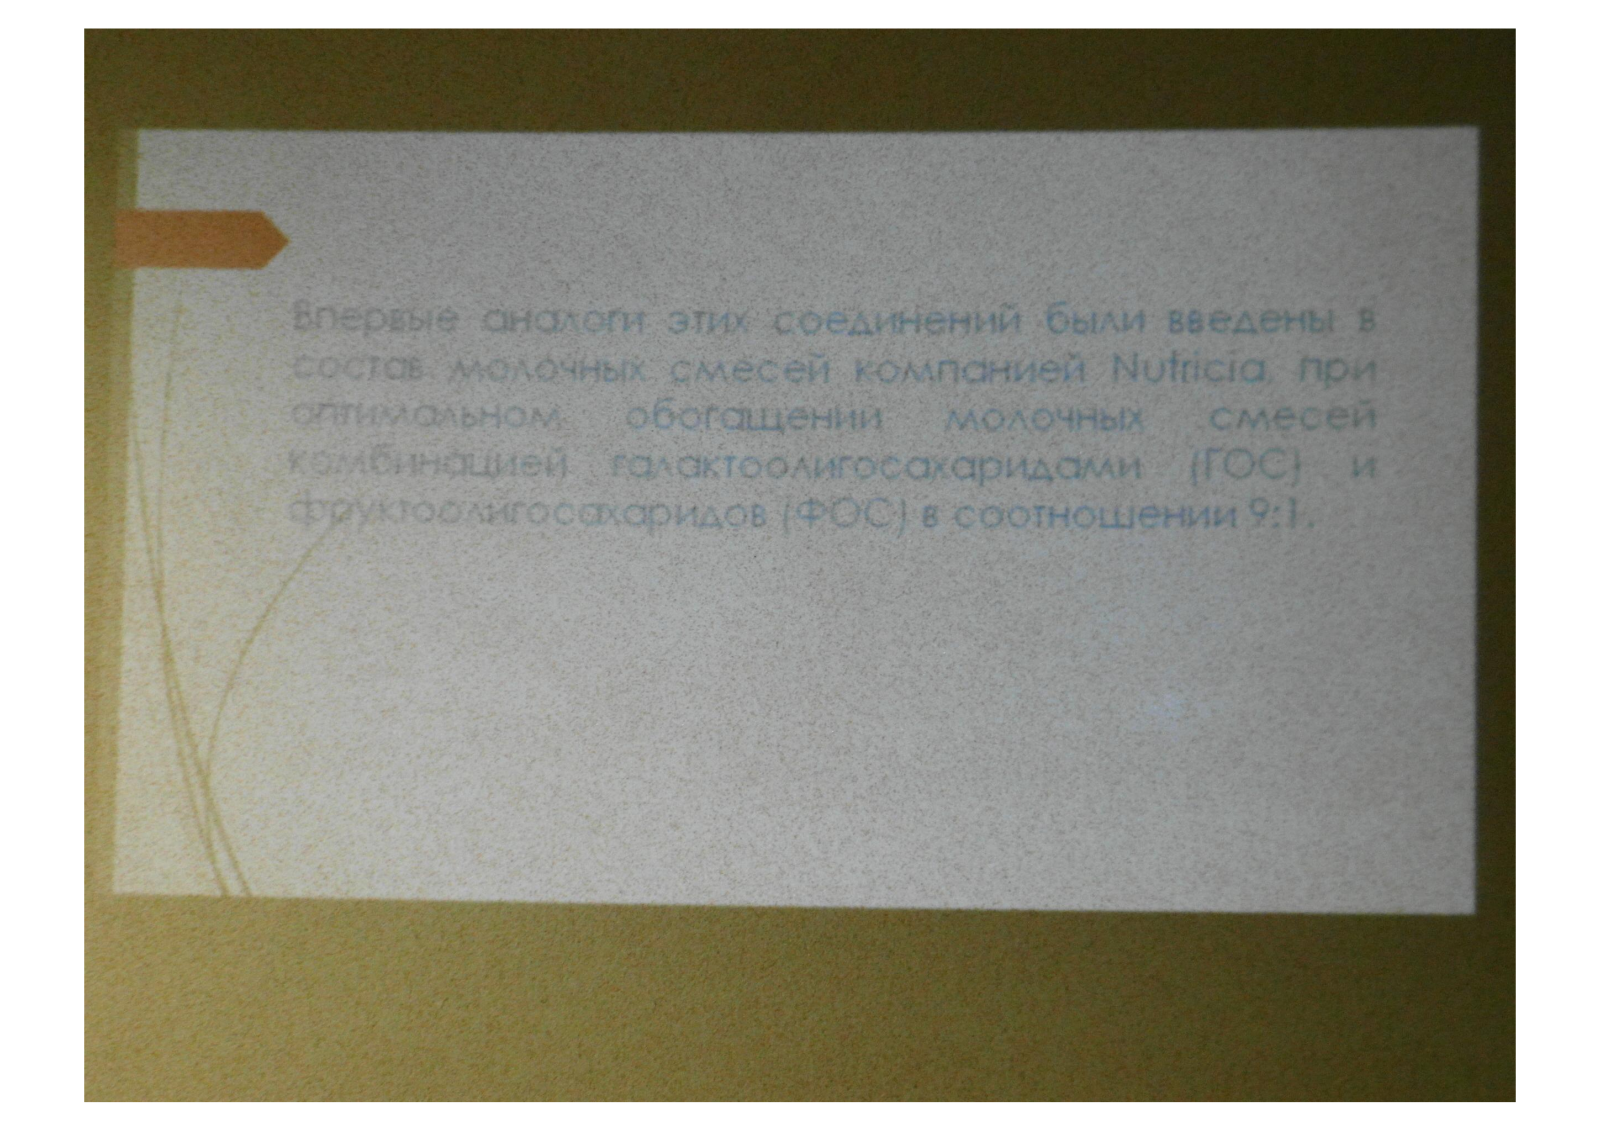 Впервые аналоги этих соединений были введены в
состав молочных смесей компанией Nutricia, при
оптимальном обогащении молочных смесей
комбинацией галактоолигосахаридами (ГОС) и
фруктоолигосахаридов (ФОС) в соотношении 9:1.